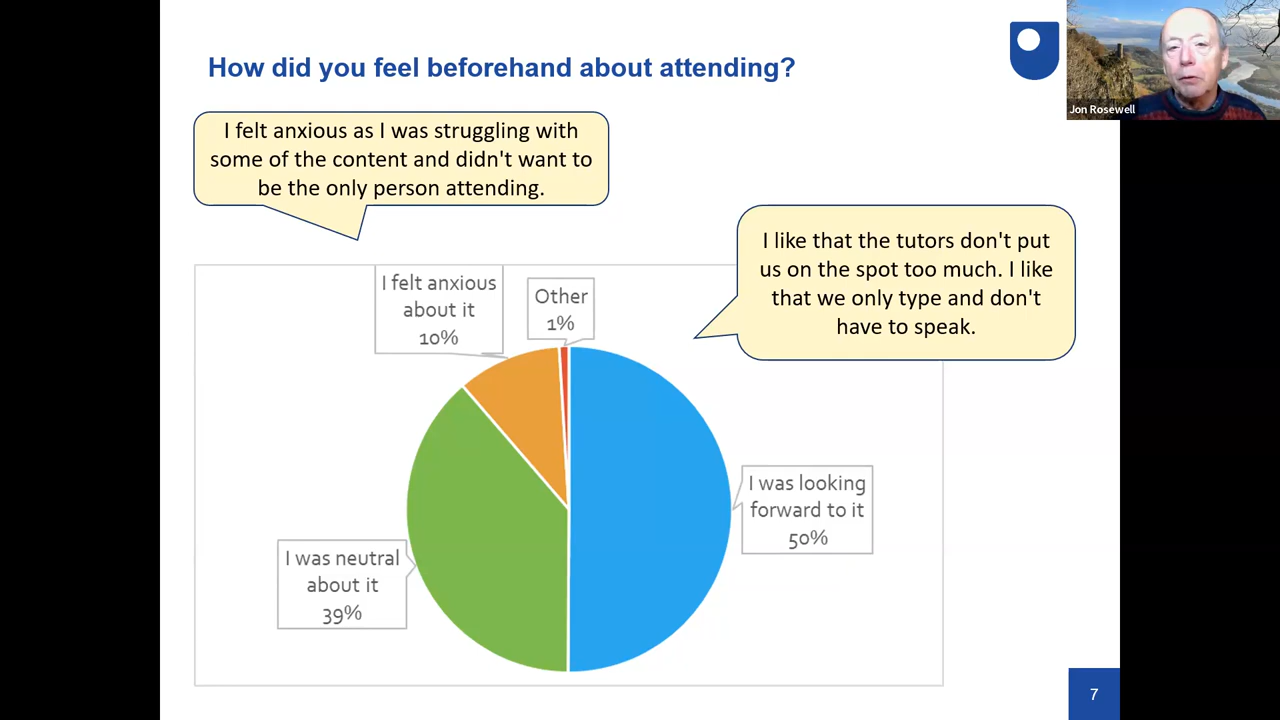 How did you feel beforehand about attending?
Jon Rosewell
I felt anxious as I was struggling with
some of the content and didn't want to
be the only person attending.
I like that the tutors don't put
us on the spot too much. I like
that we only type and don't
have to speak.
I felt anxious
about it
10%
Other
1%
I was looking
forward to it
50%
I was neutral
about it
39%
7